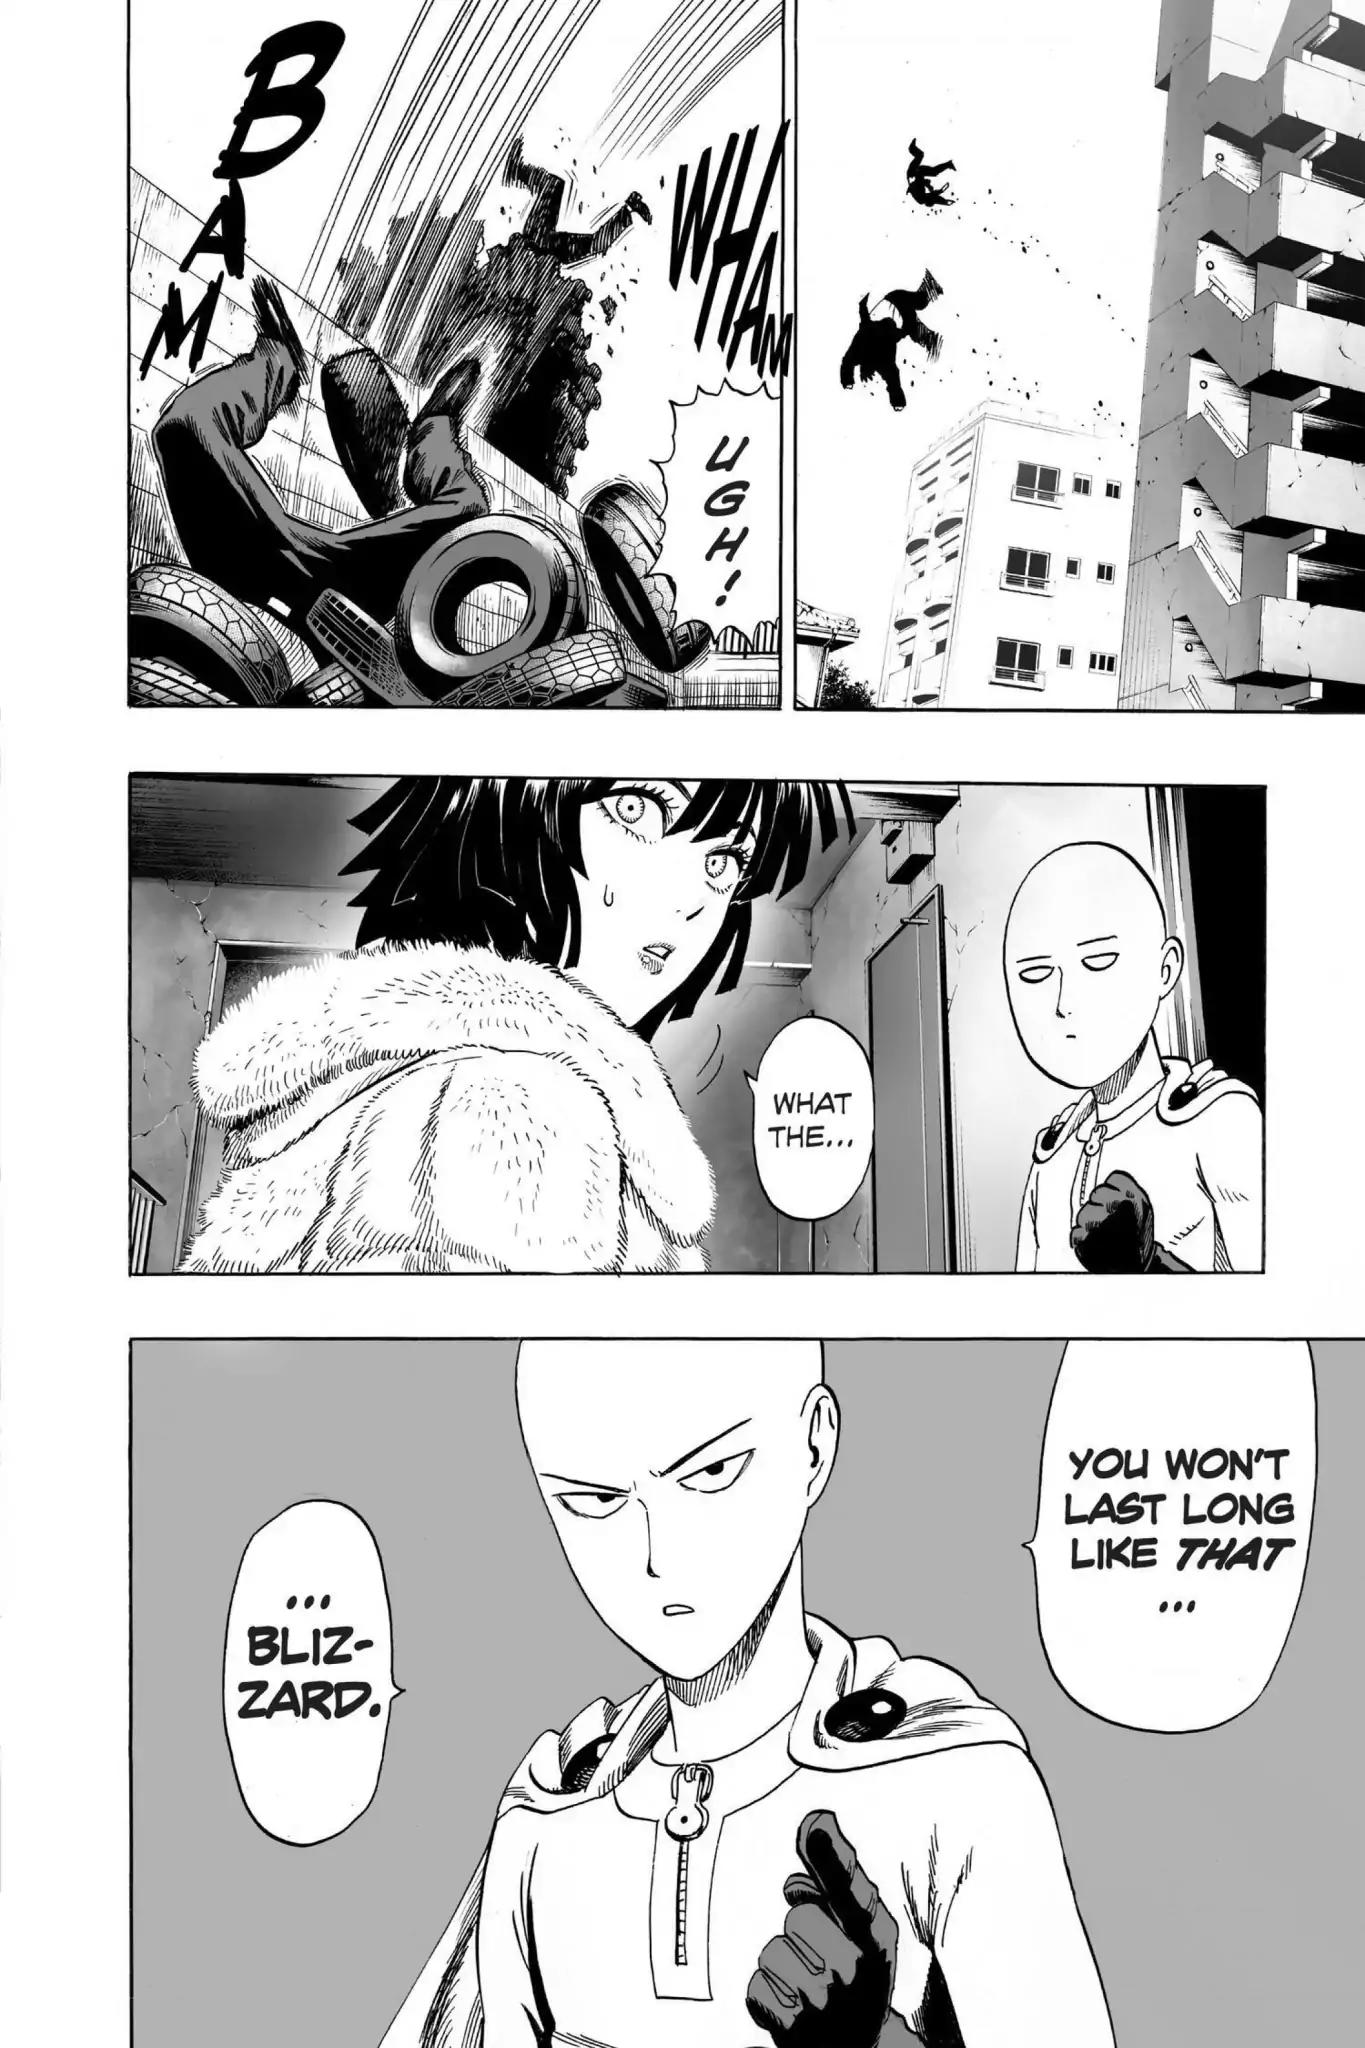 WHAM
BAM
UGH!
WHAT
THE...
YOU WON'T
LAST LONG
LIKE THAT
...
...
BLIZ-
ZARD.